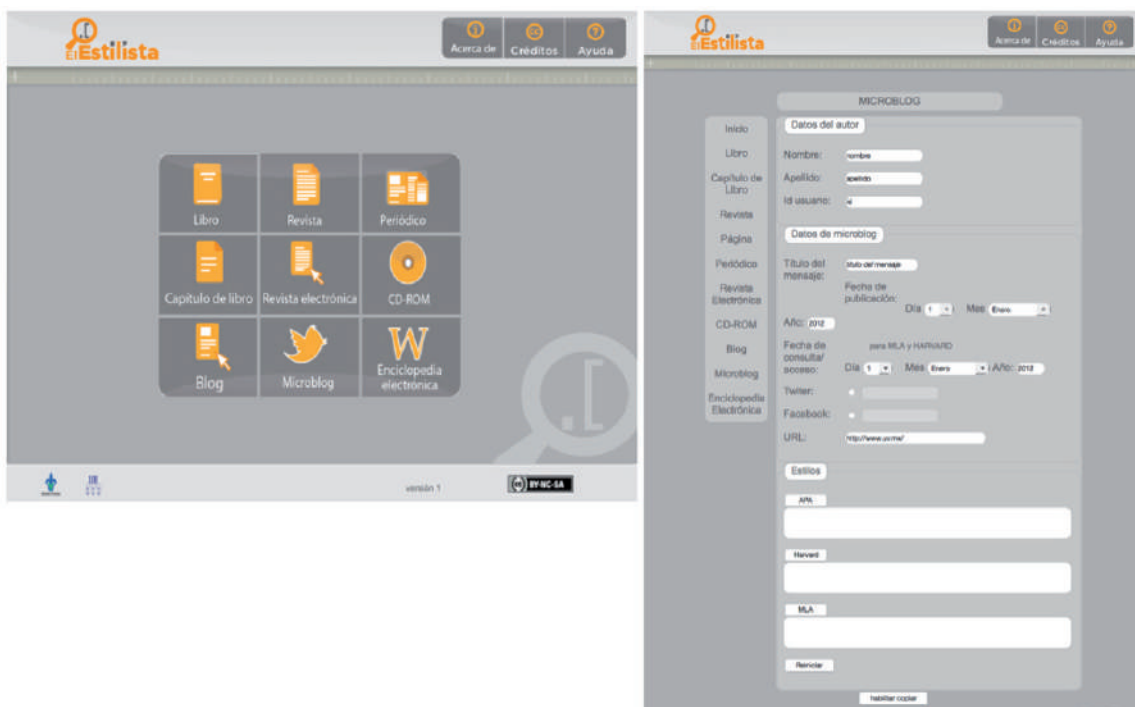 El Estilista
Acerca de Créditos Ayuda
Libro Revista Periódico
Capítulo de libro Revista electrónica CD-ROM
Blog Microblog Enciclopedia
electrónica
versión 1
BY-NC-SA
El Estilista
Acerca de Créditos Ayuda
MICROBLOG
Inicio
Libro
Capítulo de
Libro
Revista
Página
Periódico
Revista
Electrónica
CD-ROM
Blog
Microblog
Enciclopedia
Electrónica
Datos del autor
Nombre: nombre
Apellido: apellido
Id usuario: id
Datos de microblog
Título del
mensaje: título del mensaje
Fecha de
publicación:
Día 1 Mes Enero
Año: 2012
Fecha de
consulta/
acceso:
para MLA y HARVARD
Día 1 Mes Enero Año: 2012
Twiter:
Facebook:
URL: http://www.uv.mx/
Estilos
APA
Harvard
MLA
Reiniciar
habilitar copiar